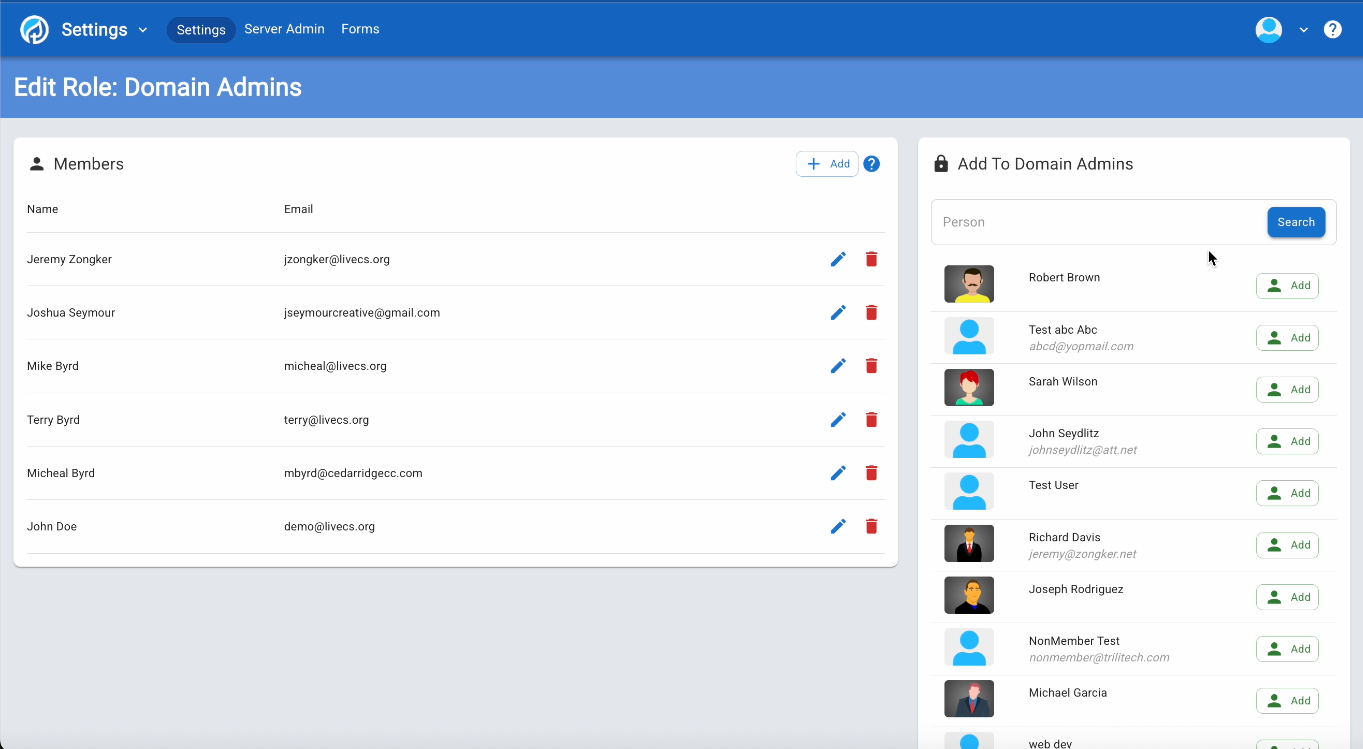 Settings
Settings Server Admin Forms
Edit Role: Domain Admins
Members
Add
Name Email
Jeremy Zongker jzongker@livecs.org
Joshua Seymour jseymourcreative@gmail.com
Mike Byrd micheal@livecs.org
Terry Byrd terry@livecs.org
Micheal Byrd mbyrd@cedarridgecc.com
John Doe demo@livecs.org
Add To Domain Admins
Person Search
Robert Brown Add
Test abc Abc
abcd@yopmail.com Add
Sarah Wilson Add
John Seydlitz
johnseydlitz@att.net Add
Test User Add
Richard Davis
jeremy@zongker.net Add
Joseph Rodriguez Add
NonMember Test
nonmember@trilitech.com Add
Michael Garcia Add
web dev Add